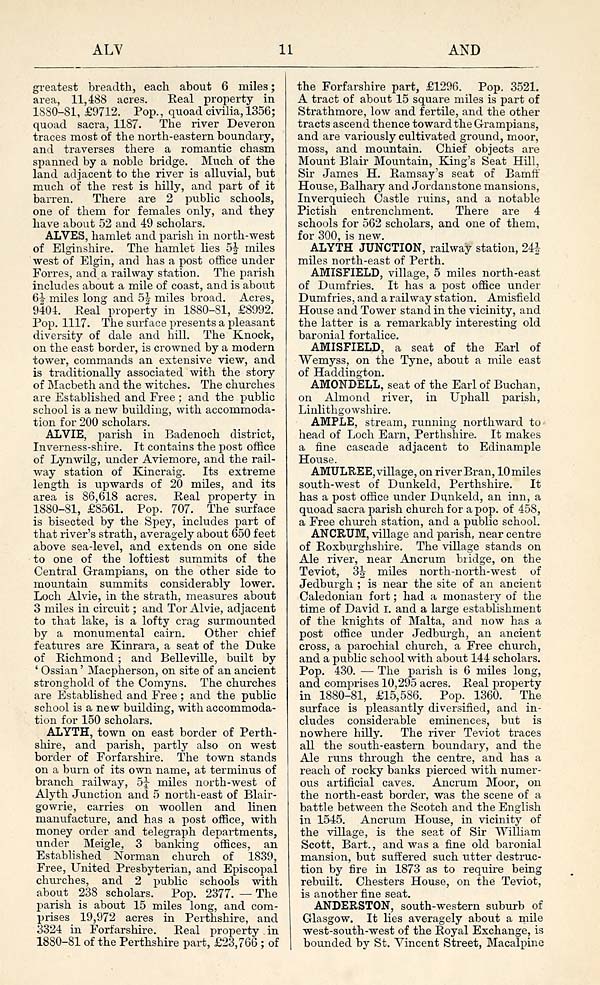 ALV 11 AND
greatest breadth, each about 6 miles;
area, 11,488 acres. Real property in
1880-81, £9712. Pop., quoad civilia, 1356;
quoad sacra, 1187. The river Deveron
traces most of the north-eastern boundary,
and traverses there a romantic chasm
spanned by a noble bridge. Much of the
land adjacent to the river is alluvial, but
much of the rest is hilly, and part of it
barren. There are 2 public schools,
one of them for females only, and they
have about 52 and 49 scholars.
ALVES, hamlet and parish in north-west
of Elginshire. The hamlet lies 5½ miles
west of Elgin, and has a post office under
Forres, and a railway station. The parish
includes about a mile of coast, and is about
6½ miles long and 5½ miles broad. Acres,
9404. Real property in 1880-81, £8992.
Pop. 1117. The surface presents a pleasant
diversity of dale and hill. The Knock,
on the east border, is crowned by a modern
tower, commands an extensive view, and
is traditionally associated with the story
of Macbeth and the witches. The churches
are Established and Free; and the public
school is a new building, with accommoda-
tion for 200 scholars.
ALVIE, parish in Badenoch district,
Inverness-shire. It contains the post office
of Lynwilg, under Aviemore, and the rail-
way station of Kincraig. Its extreme
length is upwards of 20 miles, and its
area is 86,618 acres. Real property in
1880-81, £8561. Pop. 707. The surface
is bisected by the Spey, includes part of
that river's strath, averagely about 650 feet
above sea-level, and extends on one side
to one of the loftiest summits of the
Central Grampians, on the other side to
mountain summits considerably lower.
Loch Alvie, in the strath, measures about
3 miles in circuit; and Tor Alvie, adjacent
to that lake, is a lofty crag surmounted
by a monumental cairn. Other chief
features are Kinrara, a seat of the Duke
of Richmond; and Belleville, built by
'Ossian' Macpherson, on site of an ancient
stronghold of the Comyns. The churches
are Established and Free; and the public
school is a new building, with accommoda-
tion for 150 scholars.
ALYTH, town on east border of Perth-
shire, and parish, partly also on west
border of Forfarshire. The town stands
on a burn of its own name, at terminus of
branch railway, 5¼ miles north-west of
Alyth Junction and 5 north-east of Blair-
gowrie, carries on woollen and linen
manufacture, and has a post office, with
money order and telegraph departments,
under Meigle, 3 banking offices, an
Established Norman church of 1839,
Free, United Presbyterian, and Episcopal
churches, and 2 public schools with
about 238 scholars. Pop. 2377. — The
parish is about 15 miles long, and com-
prises 19,972 acres in Perthshire, and
3324 in Forfarshire. Real property in
1880-81 of the Perthshire part, £23,766; of
the Forfarshire part, £1296. Pop. 3521.
A tract of about 15 square miles is part of
Strathmore, low and fertile, and the other
tracts ascend thence toward the Grampians,
and are variously cultivated ground, moor,
moss, and mountain. Chief objects are
Mount Blair Mountain, King's Seat Hill,
Sir James H. Ramsay's seat of Bamff
House, Balhary and Jordanstone mansions,
Inverquiech Castle ruins, and a notable
Pictish entrenchment. There are 4
schools for 562 scholars, and one of them,
for 300, is new.
ALYTH JUNCTION, railway station, 24½
miles north-east of Perth.
AMISFIELD, village, 5 miles north-east
of Dumfries. It has a post office under
Dumfries, and a railway station. Amisfield
House and Tower stand in the vicinity, and
the latter is a remarkably interesting old
baronial fortalice.
AMISFIELD, a seat of the Earl of
Wemyss, on the Tyne, about a mile east
of Haddington.
AMONDELL, seat of the Earl of Buchan,
on Almond river, in Uphall parish,
Linlithgowshire.
AMPLE, stream, running northward to
head of Loch Earn, Perthshire. It makes
a fine cascade adjacent to Edinample
House.
AMULREE, village, on river Bran, 10 miles
south-west of Dunkeld, Perthshire. It
has a post office under Dunkeld, an inn, a
quoad sacra parish church for a pop. of 458,
a Free church station, and a public school.
ANCRUM, village and parish, near centre
of Roxburghshire. The village stands on
Ale river, near Ancrum bridge, on the
Teviot, 3½ miles north-north-west of
Jedburgh; is near the site of an ancient
Caledonian fort; had a monastery of the
time of David I. and a large establishment
of the knights of Malta, and now has a
post office under Jedburgh, an ancient
cross, a parochial church, a Free church,
and a public school with about 144 scholars.
Pop. 430. — The parish is 6 miles long,
and comprises 10,295 acres. Real property
in 1880-81, £15,586. Pop. 1360. The
surface is pleasantly diversified, and in-
cludes considerable eminences, but is
nowhere hilly. The river Teviot traces
all the south-eastern boundary, and the
Ale runs through the centre, and has a
reach of rocky banks pierced with numer-
ous artificial caves. Ancrum Moor, on
the north-east border, was the scene of a
battle between the Scotch and the English
in 1545. Ancrum House, in vicinity of
the village, is the seat of Sir William
Scott, Bart., and was a fine old baronial
mansion, but suffered such utter destruc-
tion by fire in 1873 as to require being
rebuilt. Chesters House, on the Teviot,
is another fine seat.
ANDERSTON, south-western suburb of
Glasgow. It lies averagely about a mile
west-south-west of the Royal Exchange, is
bounded by St. Vincent Street, Macalpine